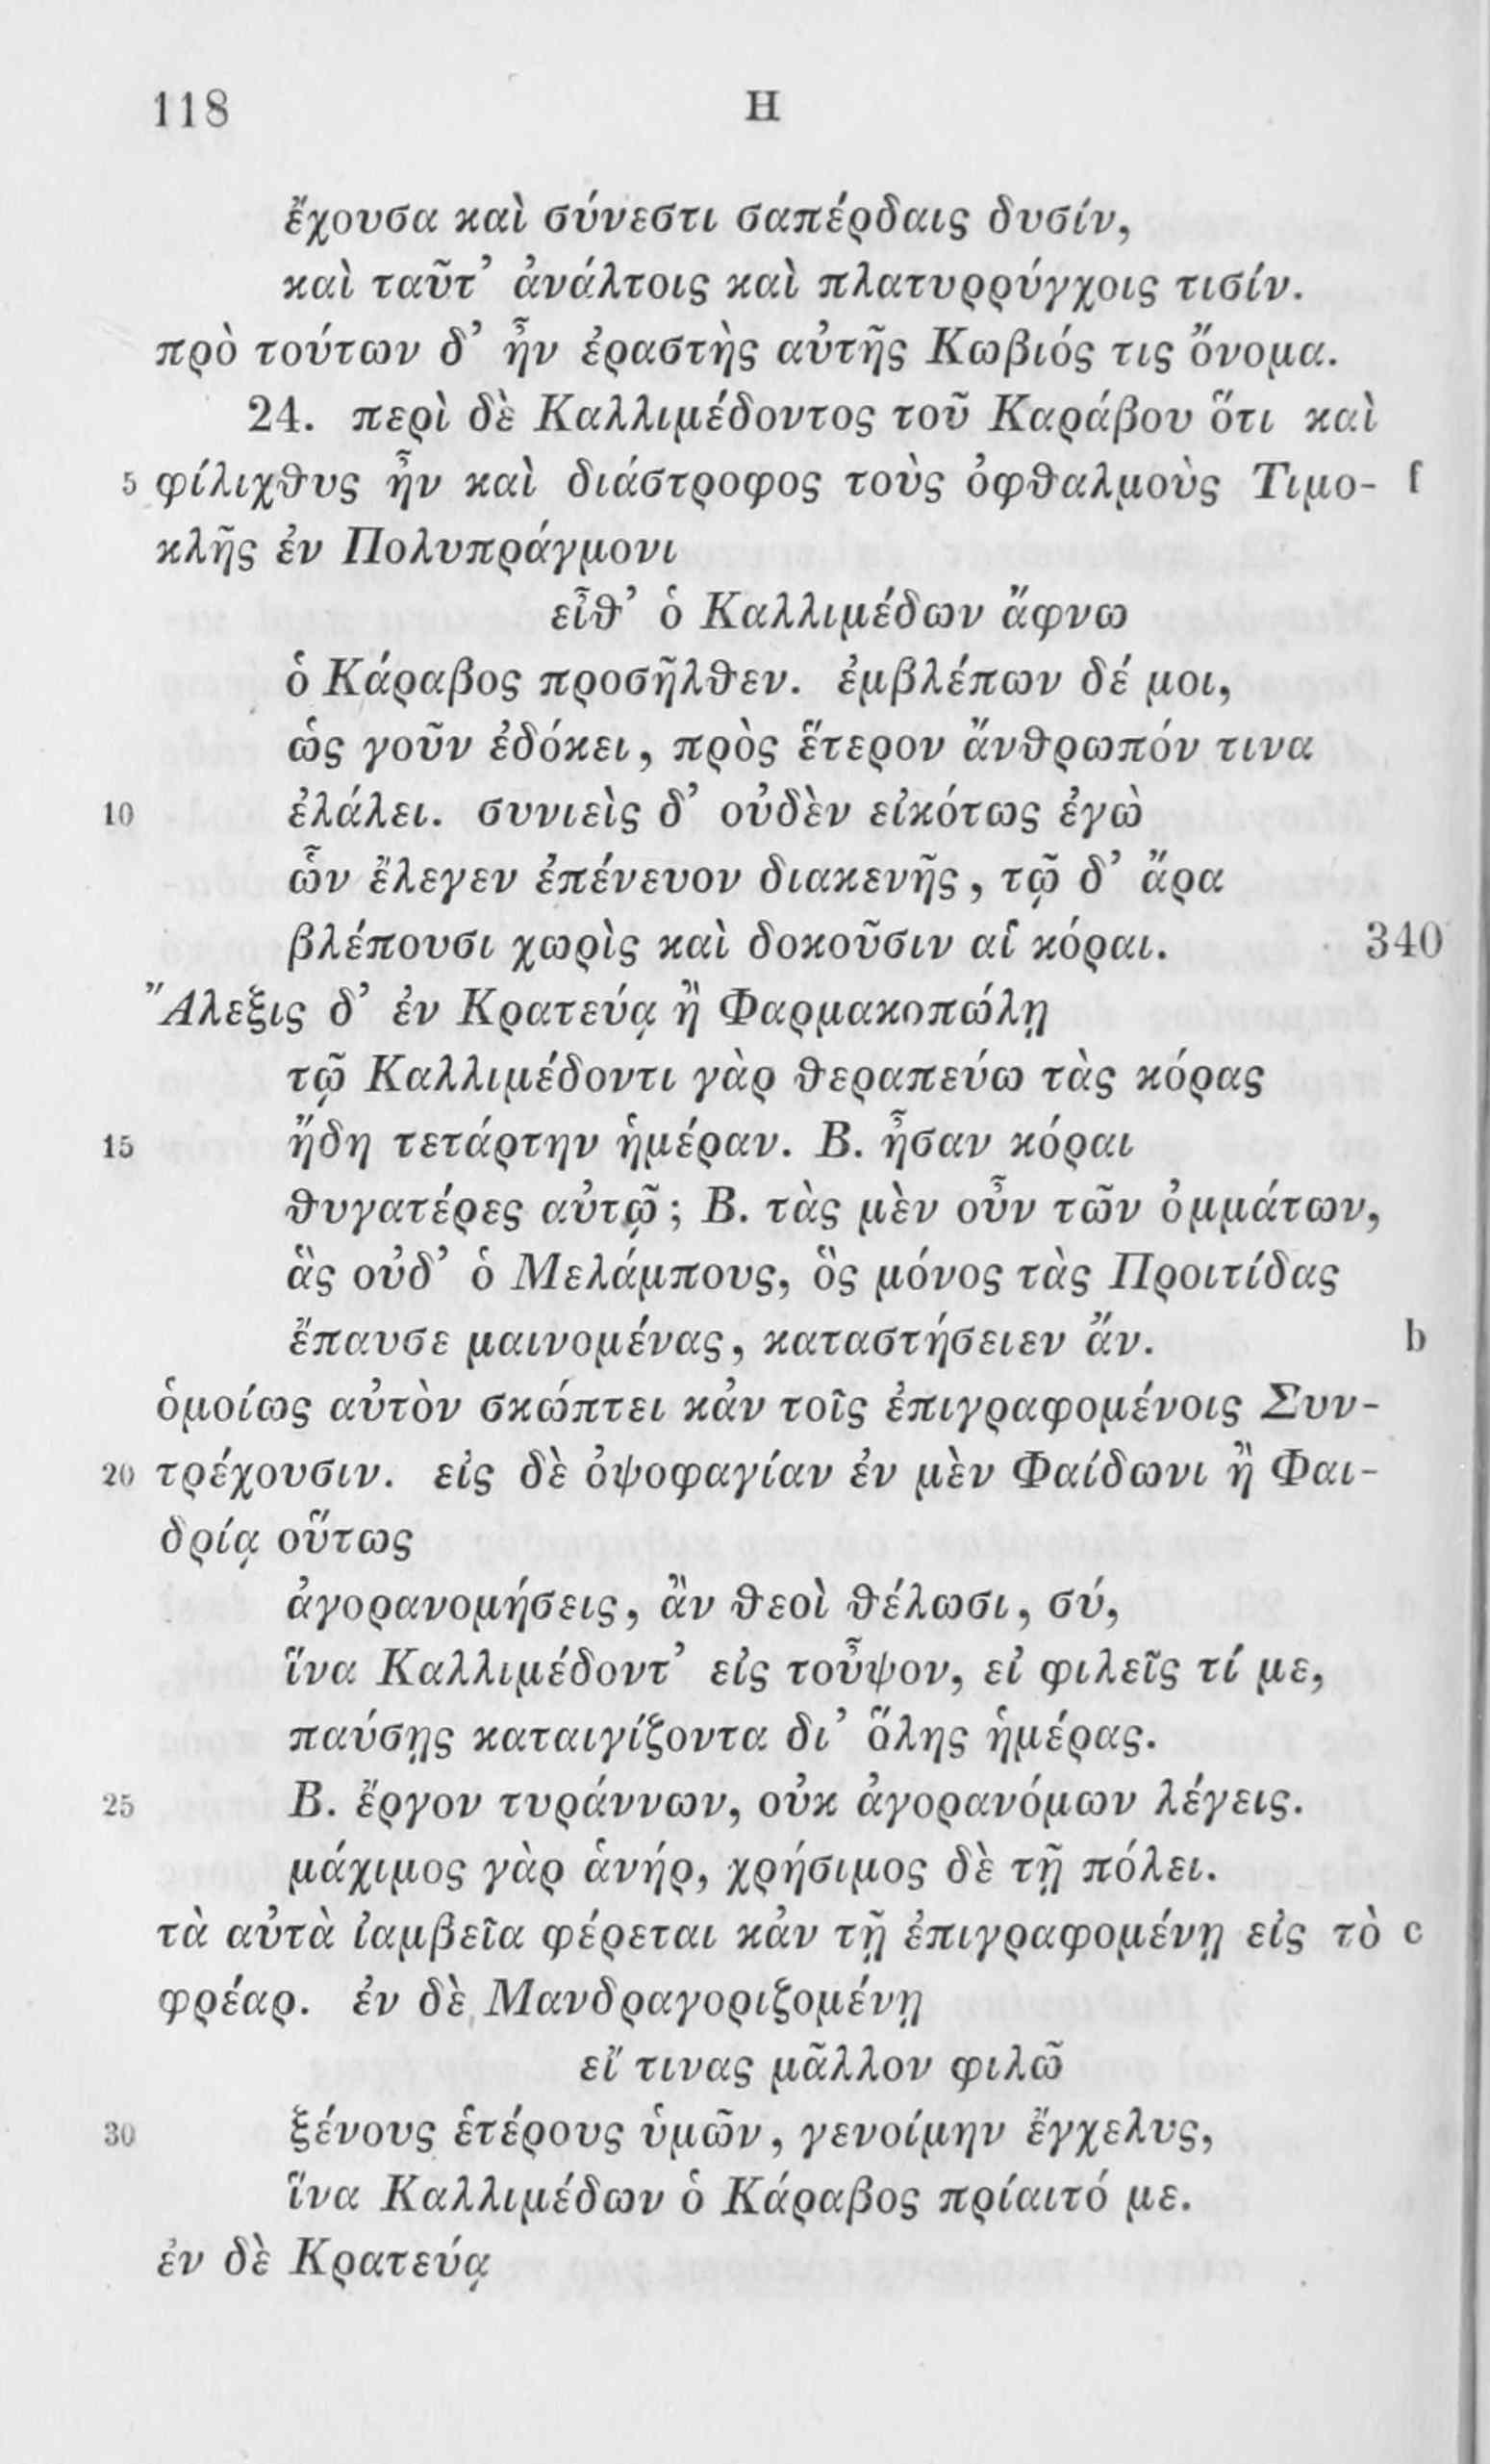 118 H
ἔχουσα καὶ σύνεστι σαπέρδαις δυσίν,
καὶ ταῦτ’ ἀνάλτοις καὶ πλατυρρύγχοις τισίν.
πρὸ τούτων δ’ ἦν ἐραστὴς αὐτῆς Κωβιός τις ὄνομα.
24. περὶ δὲ Καλλιμέδοντος τοῦ Καράβου ὅτι καὶ
5 φίλιχθυς ἦν καὶ διάστροφος τοὺς ὀφθαλμοὺς Τιμο- f
κλῆς ἐν Πολυπράγμονι
εἶθ’ ὁ Καλλιμέδων ἄφνω
ὁ Κάραβος προσῆλθεν. ἐμβλέπων δέ μοι,
ὡς γοῦν ἐδόκει, πρὸς ἕτερον ἄνθρωπόν τινα
10 ἐλάλει. συνιεὶς δ’ οὐδὲν εἰκότως ἐγὼ
ὧν ἔλεγεν ἐπένευον διακενῆς, τῷ δ’ ἄρα
βλέπουσι χωρὶς καὶ δοκοῦσιν αἱ κόραι. 340
Ἄλεξις δ’ ἐν Κρατεύᾳ ἢ Φαρμακοπώλῃ
τῷ Καλλιμέδοντι γὰρ θεραπεύω τὰς κόρας
15 ἤδη τετάρτην ἡμέραν. Β. ἦσαν κόραι
θυγατέρες αὐτῷ; Β. τὰς μὲν οὖν τῶν ὀμμάτων,
ἃς οὐδ’ ὁ Μελάμπους, ὃς μόνος τὰς Προιτίδας
ἔπαυσε μαινομένας, καταστήσειεν ἄν. b
ὁμοίως αὐτὸν σκώπτει κἀν τοῖς ἐπιγραφομένοις Συν-
20 τρέχουσιν. εἰς δὲ ὀψοφαγίαν ἐν μὲν Φαίδωνι ἢ Φαι-
δρίᾳ οὕτως
ἀγορανομήσεις, ἂν θεοὶ θέλωσι, σύ,
ἵνα Καλλιμέδοντ’ εἰς τοὖψον, εἰ φιλεῖς τί με,
παύσῃς καταιγίζοντα δι’ ὅλης ἡμέρας.
25 Β. ἔργον τυράννων, οὐκ ἀγορανόμων λέγεις.
μάχιμος γὰρ ἁνήρ, χρήσιμος δὲ τῇ πόλει.
τὰ αὐτὰ ἰαμβεῖα φέρεται κἀν τῇ ἐπιγραφομένῃ εἰς τὸ c
φρέαρ. ἐν δὲ Μανδραγοριζομένῃ
εἴ τινας μᾶλλον φιλῶ
30 ξένους ἑτέρους ὑμῶν, γενοίμην ἔγχελυς,
ἵνα Καλλιμέδων ὁ Κάραβος πρίαιτό με.
ἐν δὲ Κρατεύᾳ